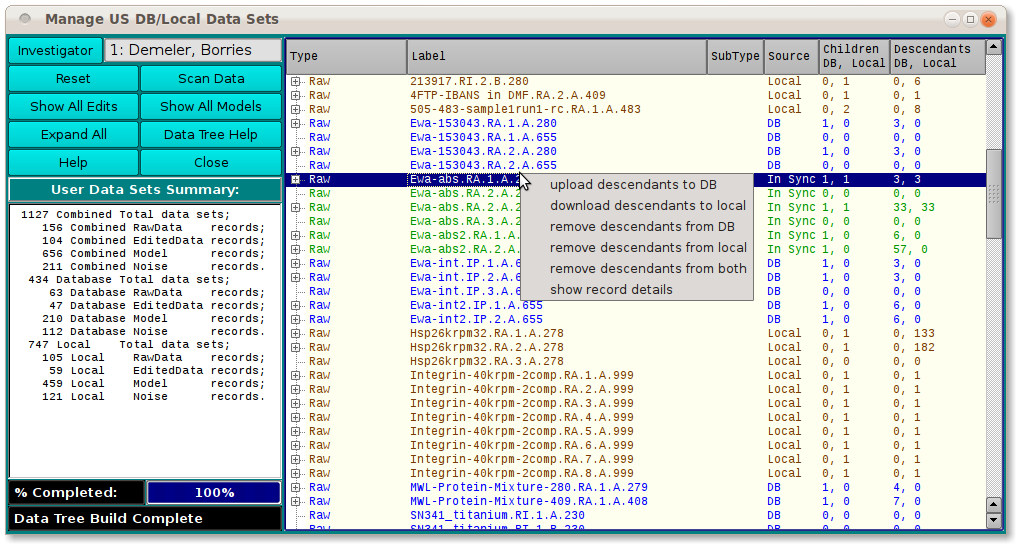 Manage US DB/Local Data Sets
Investigator 1: Demeler, Borries
Reset Scan Data
Show All Edits Show All Models
Expand All Data Tree Help
Help Close
User Data Sets Summary:
1127 Combined Total data sets;
156 Combined RawData records;
104 Combined EditedData records;
656 Combined Model records;
211 Combined Noise records.
434 Database Total data sets;
63 Database RawData records;
47 Database EditedData records;
210 Database Model records;
112 Database Noise records.
747 Local Total data sets;
105 Local RawData records;
59 Local EditedData records;
459 Local Model records;
121 Local Noise records.
% Completed: 100%
Data Tree Build Complete
Type Label SubType Source Children DB, Local Descendants DB, Local
Raw 213917.RI.2.B.280 Local 0, 1 0, 6
Raw 4FTP-IBANS in DMF.RA.2.A.409 Local 0, 1 0, 1
Raw 505-483-sample1run1-rc.RA.1.A.483 Local 0, 2 0, 8
Raw Ewa-153043.RA.1.A.280 DB 1, 0 3, 0
Raw Ewa-153043.RA.1.A.655 DB 0, 0 0, 0
Raw Ewa-153043.RA.2.A.280 DB 1, 0 3, 0
Raw Ewa-153043.RA.2.A.655 DB 0, 0 0, 0
Raw Ewa-abs.RA.1.A.2 In Sync 1, 1 3, 3
Raw Ewa-abs.RA.2.A.2 In Sync 0, 0 0, 0
Raw Ewa-abs.RA.2.A.2 In Sync 1, 1 33, 33
Raw Ewa-abs.RA.3.A.2 In Sync 0, 0 0, 0
Raw Ewa-abs2.RA.1.A. In Sync 1, 0 6, 0
Raw Ewa-abs2.RA.2.A. In Sync 1, 0 57, 0
Raw Ewa-int.IP.1.A.6 DB 1, 0 3, 0
Raw Ewa-int.IP.2.A.6 DB 1, 0 3, 0
Raw Ewa-int.IP.3.A.6 DB 0, 0 0, 0
Raw Ewa-int2.IP.1.A.655 DB 1, 0 6, 0
Raw Ewa-int2.IP.2.A.655 DB 1, 0 6, 0
Raw Hsp26krpm32.RA.1.A.278 Local 0, 1 0, 133
Raw Hsp26krpm32.RA.2.A.278 Local 0, 1 0, 182
Raw Hsp26krpm32.RA.3.A.278 Local 0, 0 0, 0
Raw Integrin-40krpm-2comp.RA.1.A.999 Local 0, 1 0, 1
Raw Integrin-40krpm-2comp.RA.2.A.999 Local 0, 1 0, 1
Raw Integrin-40krpm-2comp.RA.3.A.999 Local 0, 1 0, 1
Raw Integrin-40krpm-2comp.RA.4.A.999 Local 0, 1 0, 1
Raw Integrin-40krpm-2comp.RA.5.A.999 Local 0, 1 0, 1
Raw Integrin-40krpm-2comp.RA.6.A.999 Local 0, 1 0, 1
Raw Integrin-40krpm-2comp.RA.7.A.999 Local 0, 1 0, 1
Raw Integrin-40krpm-2comp.RA.8.A.999 Local 0, 1 0, 1
Raw MWL-Protein-Mixture-280.RA.1.A.279 DB 1, 0 4, 0
Raw MWL-Protein-Mixture-409.RA.1.A.408 DB 1, 0 7, 0
Raw SN341_titanium.RI.1.A.230 DB 0, 0 0, 0
Raw SN341_titanium.RI.1.B.230 DB 0, 0 0, 0
upload descendants to DB
download descendants to local
remove descendants from DB
remove descendants from local
remove descendants from both
show record details